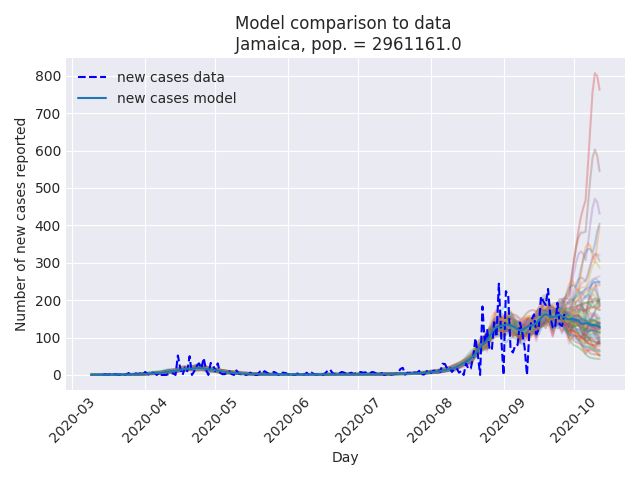 Model comparison to data
Jamaica, pop. = 2961161.0
new cases data
new cases model
Number of new cases reported
800
700
600
500
400
300
200
100
0
2020-03
2020-04
2020-05
2020-06
2020-07
2020-08
2020-09
2020-10
Day